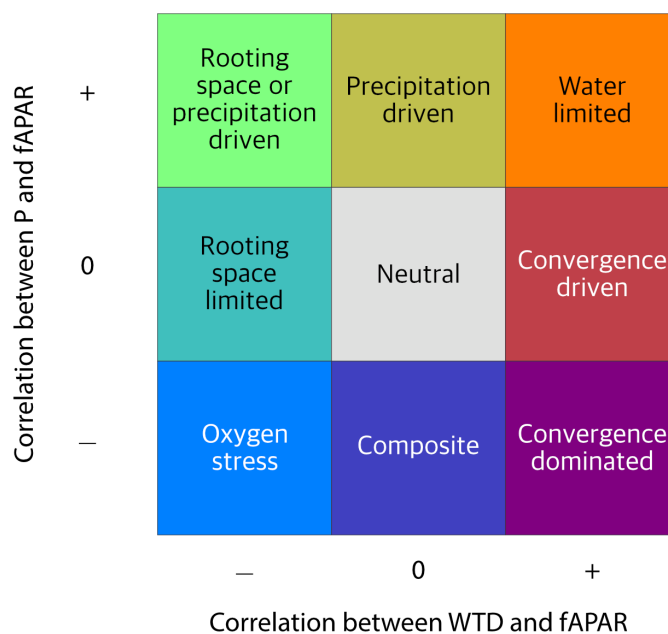 Correlation between P and fAPAR
+
0
—
Rooting
space or
precipitation
driven
Precipitation
driven
Water
limited
Rooting
space
limited
Neutral
Convergence
driven
Oxygen
stress
Composite
Convergence
dominated
—
0
+
Correlation between WTD and fAPAR